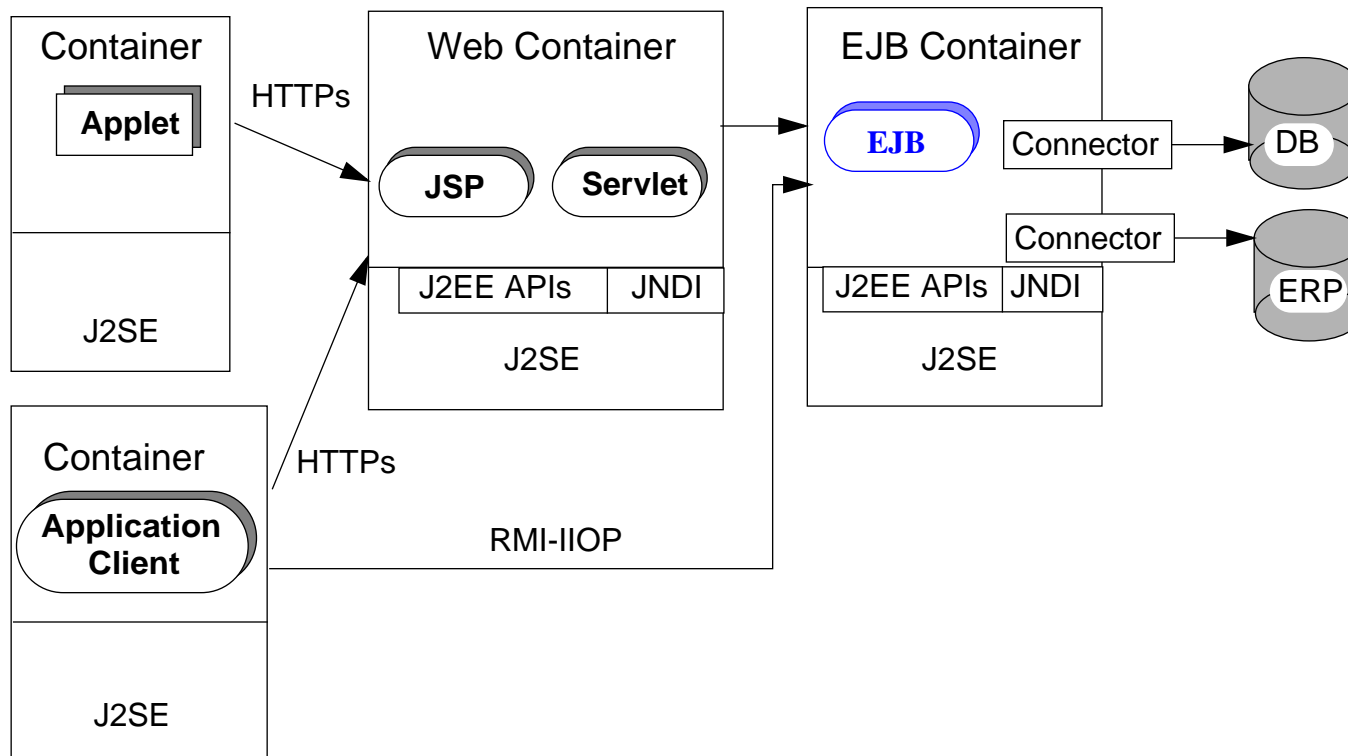 Container
Applet
J2SE
HTTPs
Web Container
JSP
Servlet
J2EE APIs
JNDI
J2SE
EJB Container
EJB
Connector
Connector
J2EE APIs
JNDI
J2SE
DB
ERP
Container
Application
Client
J2SE
HTTPs
RMI-IIOP